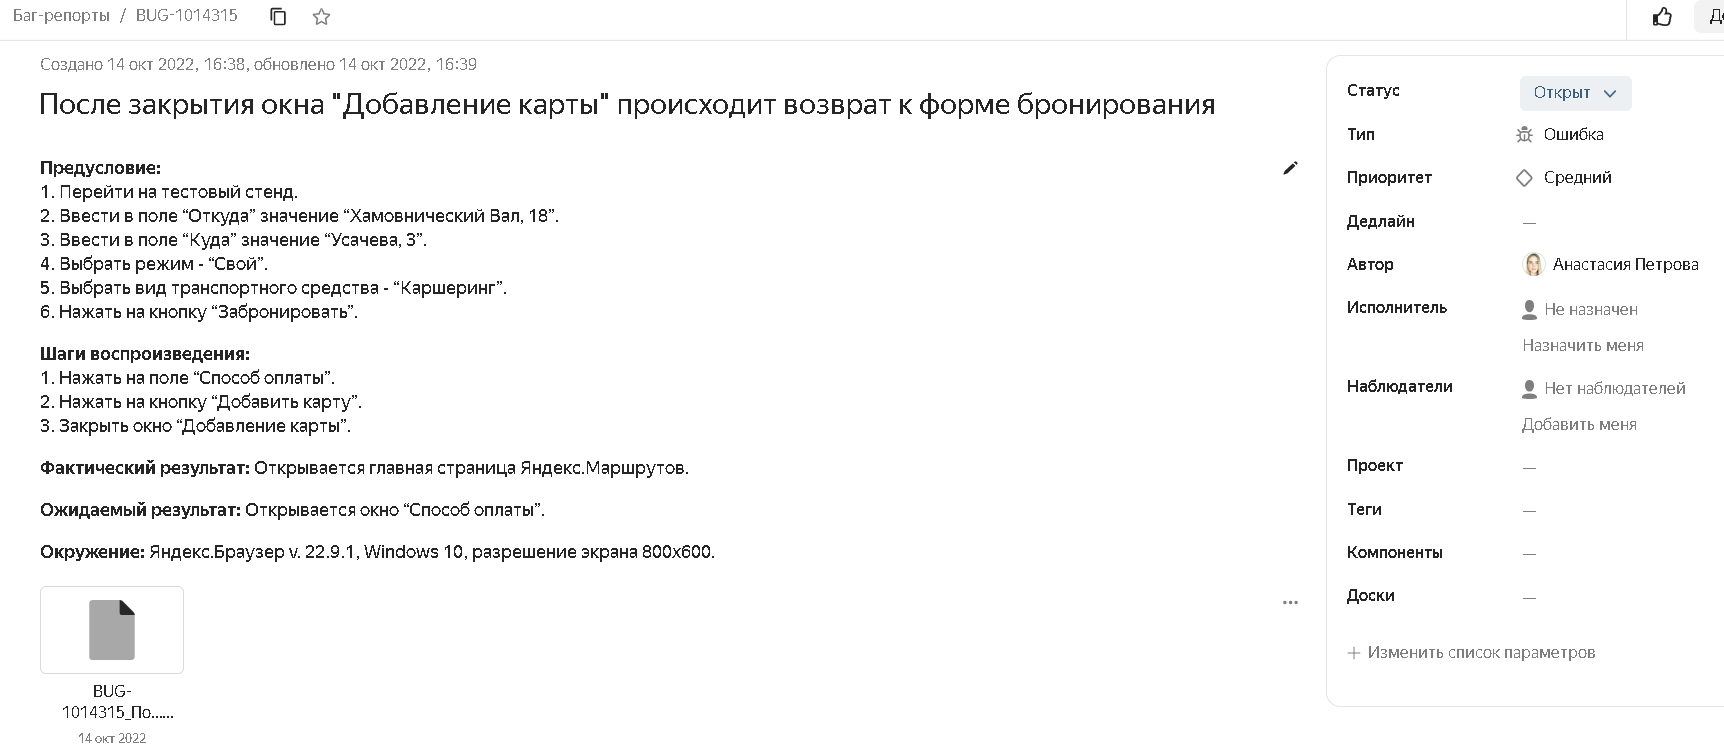 Баг-репорты / BUG-1014315
Создано 14 окт 2022, 16:38, обновлено 14 окт 2022, 16:39
После закрытия окна "Добавление карты" происходит возврат к форме бронирования
Предусловие:
1. Перейти на тестовый стенд.
2. Ввести в поле “Откуда” значение “Хамовнический Вал, 18”.
3. Ввести в поле “Куда” значение “Усачева, 3”.
4. Выбрать режим - “Свой”.
5. Выбрать вид транспортного средства - “Каршеринг”.
6. Нажать на кнопку “Забронировать”.
Шаги воспроизведения:
1. Нажать на поле “Способ оплаты”.
2. Нажать на кнопку “Добавить карту”.
3. Закрыть окно “Добавление карты”.
Фактический результат: Открывается главная страница Яндекс.Маршрутов.
Ожидаемый результат: Открывается окно “Способ оплаты”.
Окружение: Яндекс.Браузер v. 22.9.1, Windows 10, разрешение экрана 800x600.
BUG-
1014315_По......
14 окт 2022
Статус Открыт
Тип Ошибка
Приоритет Средний
Дедлайн —
Автор Анастасия Петрова
Исполнитель Не назначен
Назначить меня
Наблюдатели Нет наблюдателей
Добавить меня
Проект —
Теги —
Компоненты —
Доски —
+ Изменить список параметров